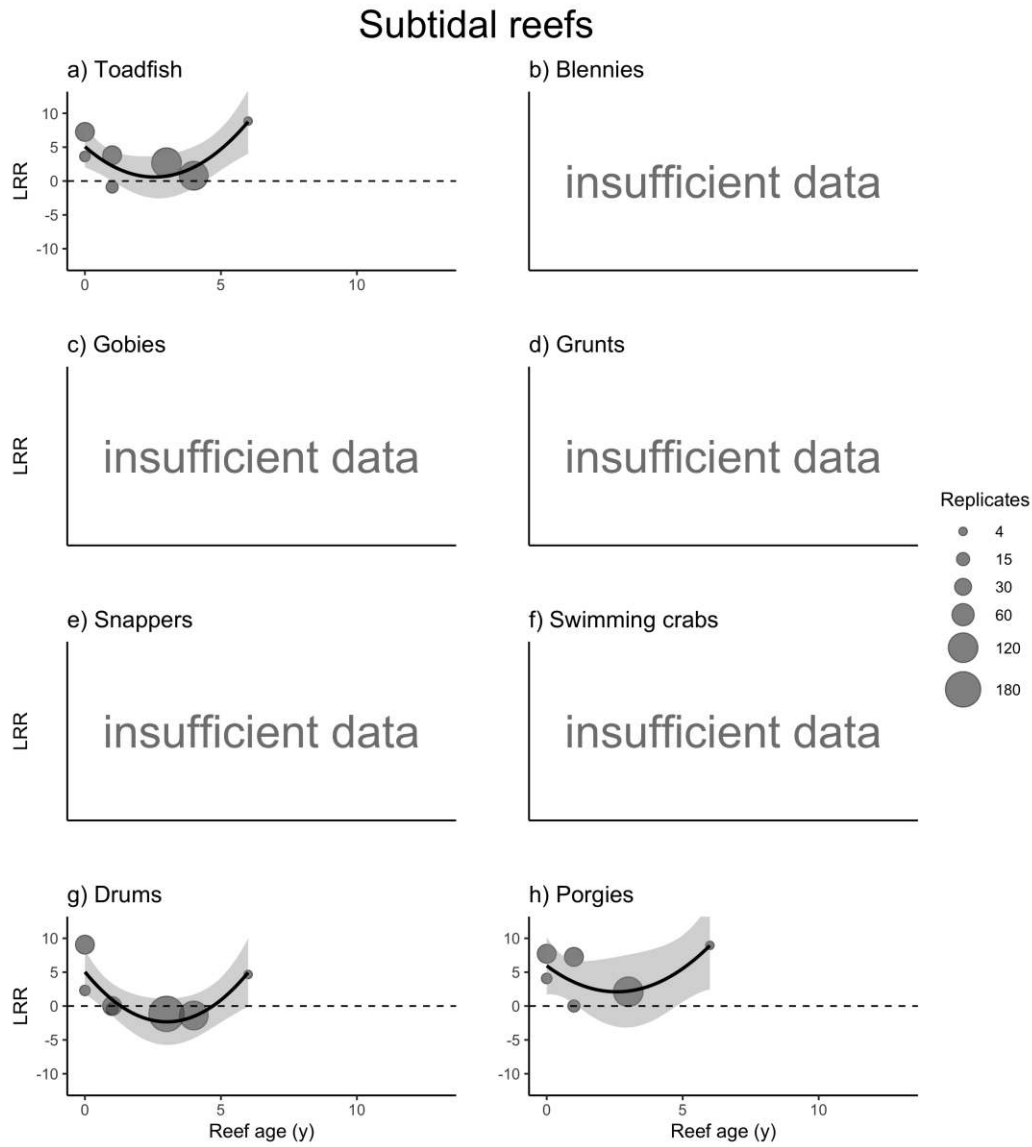 Subtidal reefs
a) Toadfish
LRR
10
5
0
-5
-10
0
5
10
b) Blennies
insufficient data
c) Gobies
LRR
insufficient data
d) Grunts
insufficient data
e) Snappers
LRR
insufficient data
f) Swimming crabs
insufficient data
g) Drums
LRR
10
5
0
-5
-10
0
5
10
Reef age (y)
h) Porgies
10
5
0
-5
-10
0
5
10
Reef age (y)
Replicates
4
15
30
60
120
180